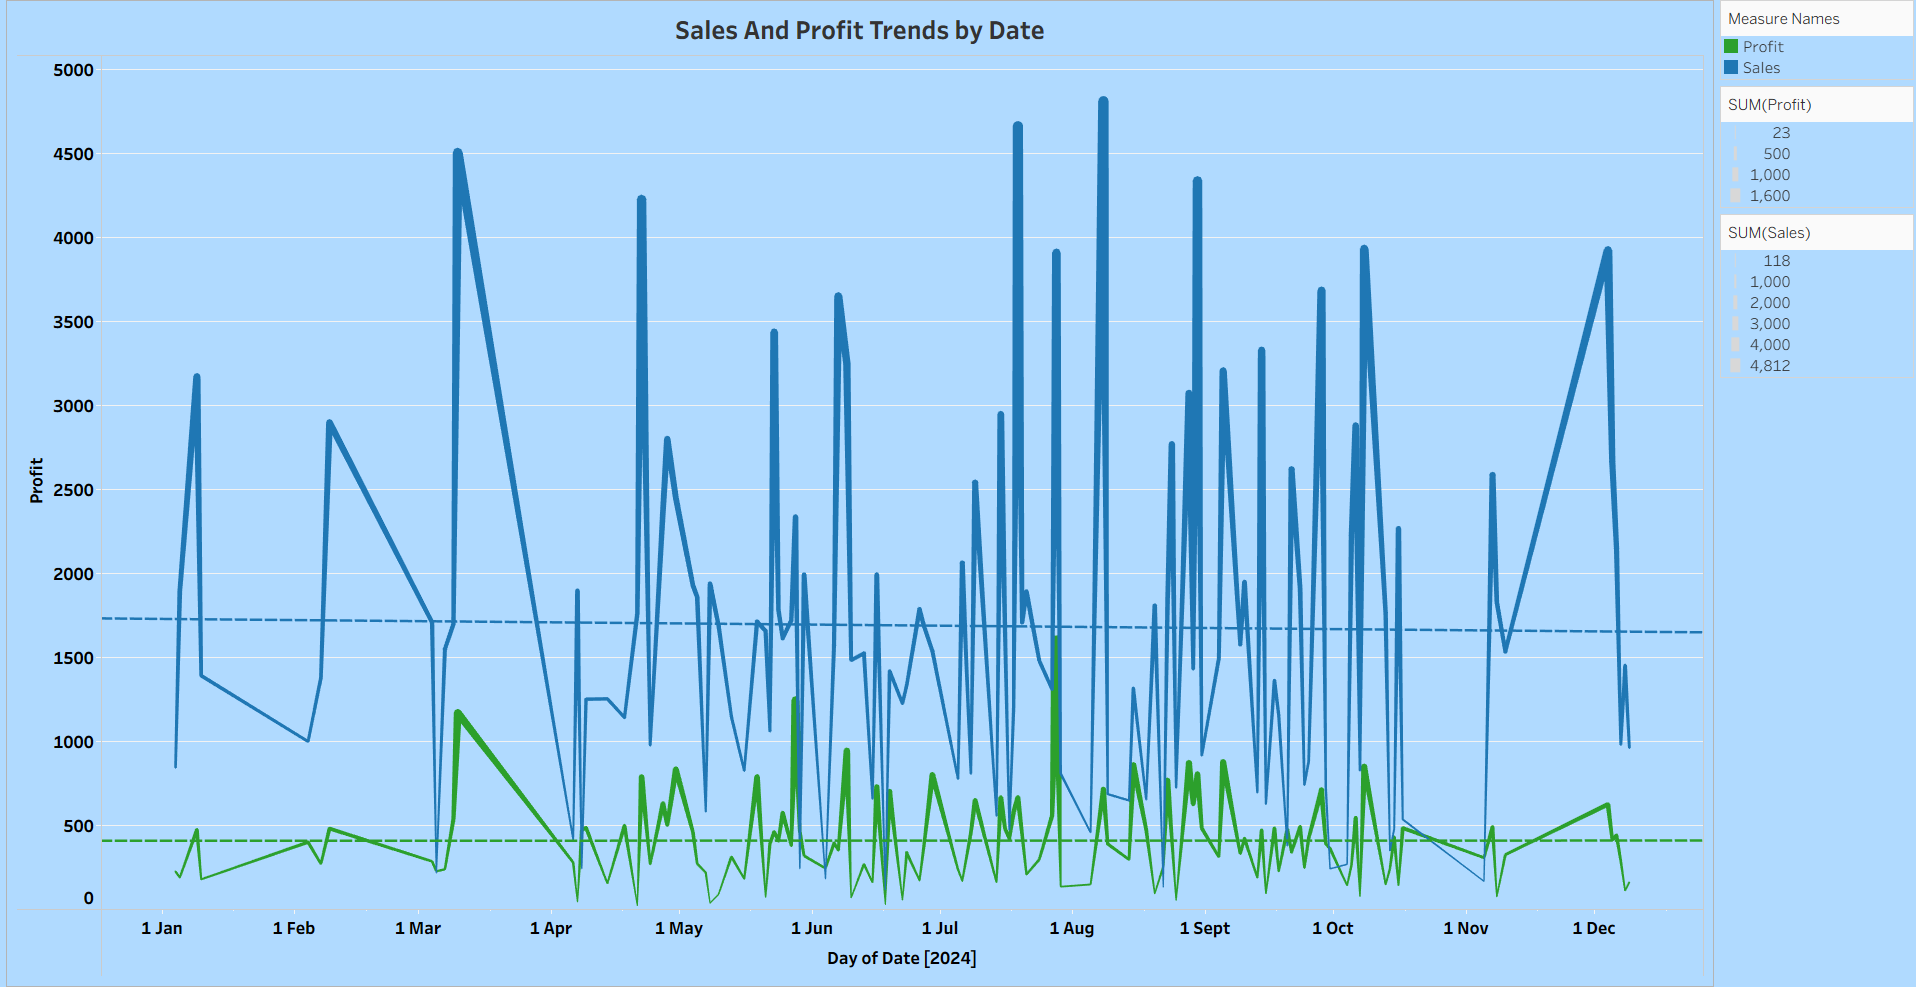 Sales And Profit Trends by Date
5000
4500
4000
3500
3000
2500
2000
1500
1000
500
0
Profit
1 Jan
1 Feb
1 Mar
1 Apr
1 May
1 Jun
1 Jul
1 Aug
1 Sept
1 Oct
1 Nov
1 Dec
Day of Date [2024]
Measure Names
Profit
Sales
SUM(Profit)
23
500
1,000
1,600
SUM(Sales)
118
1,000
2,000
3,000
4,000
4,812